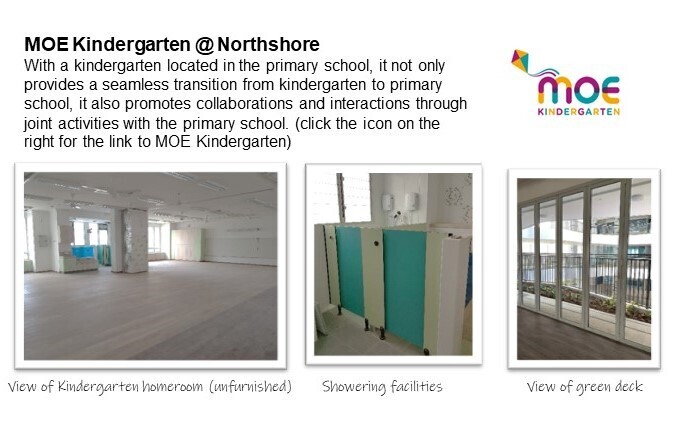 MOE Kindergarten @ Northshore
With a kindergarten located in the primary school, it not only
provides a seamless transition from kindergarten to primary
school, it also promotes collaborations and interactions through
joint activities with the primary school. (click the icon on the
right for the link to MOE Kindergarten)
MOE
KINDERGARTEN
View of Kindergarten homeroom (unfurnished)
Showering facilities
View of green deck